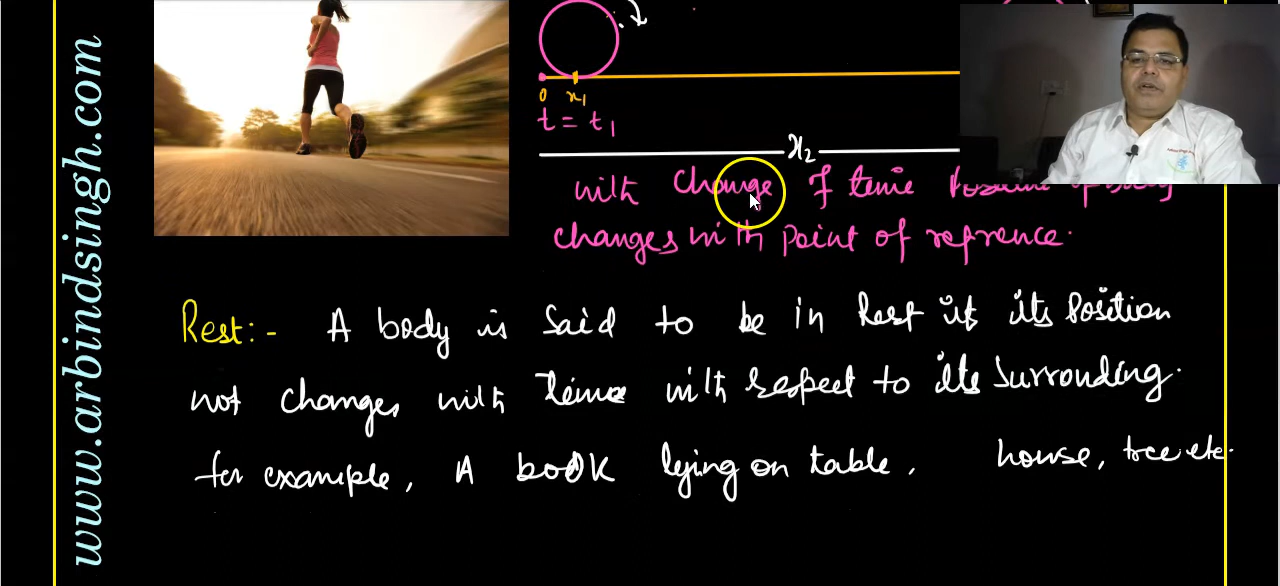 www.arbindsingh.com
0 x1
t = t1
x2
with change of time
changes with point of refrence.
Rest:- A body is said to be in Rest if its Position
not changes with time with respect to its surrounding.
for example, A book lying on table, house, tree etc.